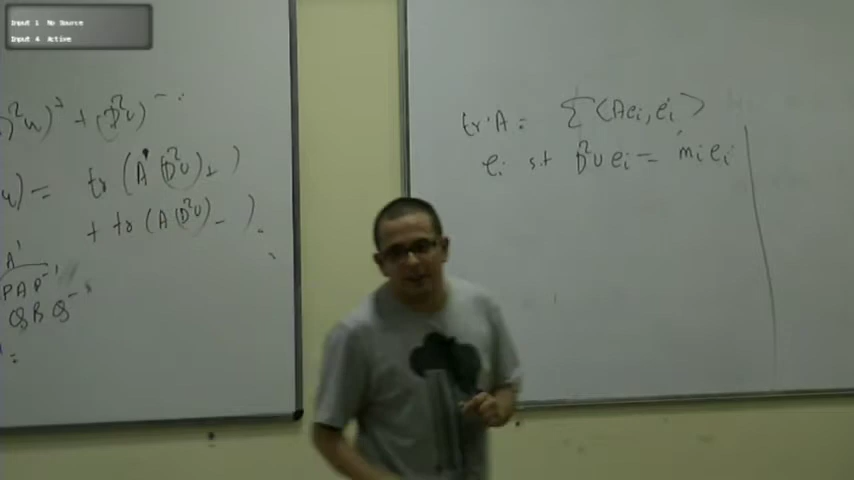 Input 1 No Source
Input 4 Active
²u)⁺ + (D²u)⁻
u) = tr (A (D²u)₊)
+ tr (A (D²u)₋).
A'
PAP⁻¹
QBQ⁻¹
=
tr A = Σ ⟨Aeᵢ, eᵢ⟩
eᵢ st D²u eᵢ = mᵢ eᵢ